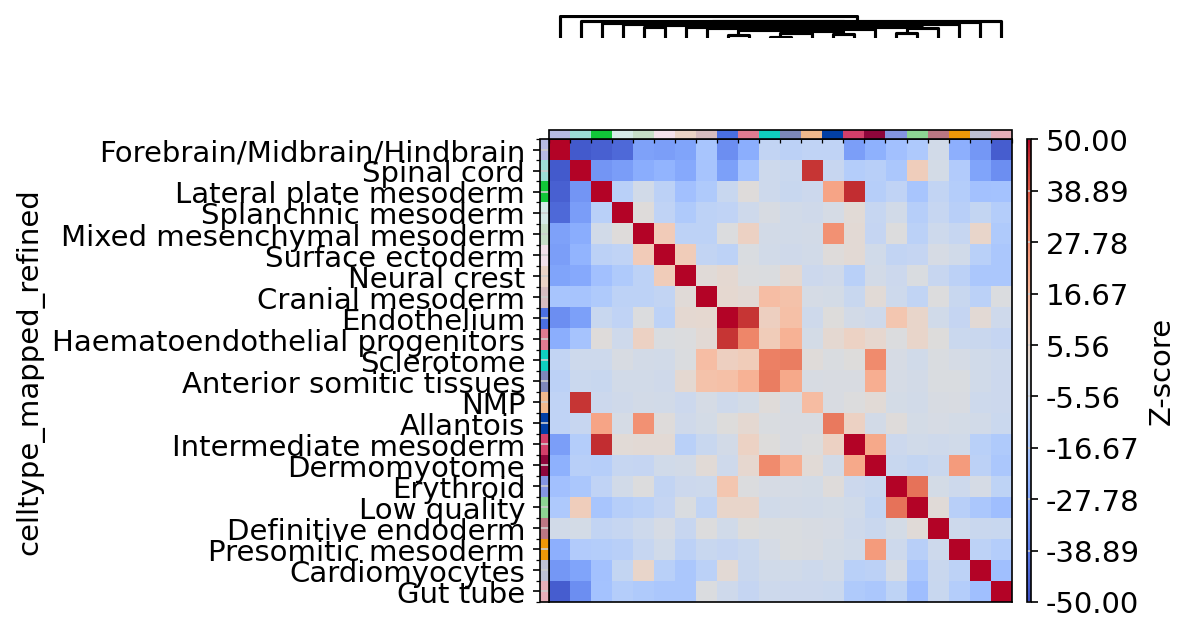 celltype_mapped_refined
Forebrain/Midbrain/Hindbrain
Spinal cord
Lateral plate mesoderm
Splanchnic mesoderm
Mixed mesenchymal mesoderm
Surface ectoderm
Neural crest
Cranial mesoderm
Endothelium
Haematoendothelial progenitors
Sclerotome
Anterior somitic tissues
NMP
Allantois
Intermediate mesoderm
Dermomyotome
Erythroid
Low quality
Definitive endoderm
Presomitic mesoderm
Cardiomyocytes
Gut tube
50.00
38.89
27.78
16.67
5.56
-5.56
-16.67
-27.78
-38.89
-50.00
Z-score